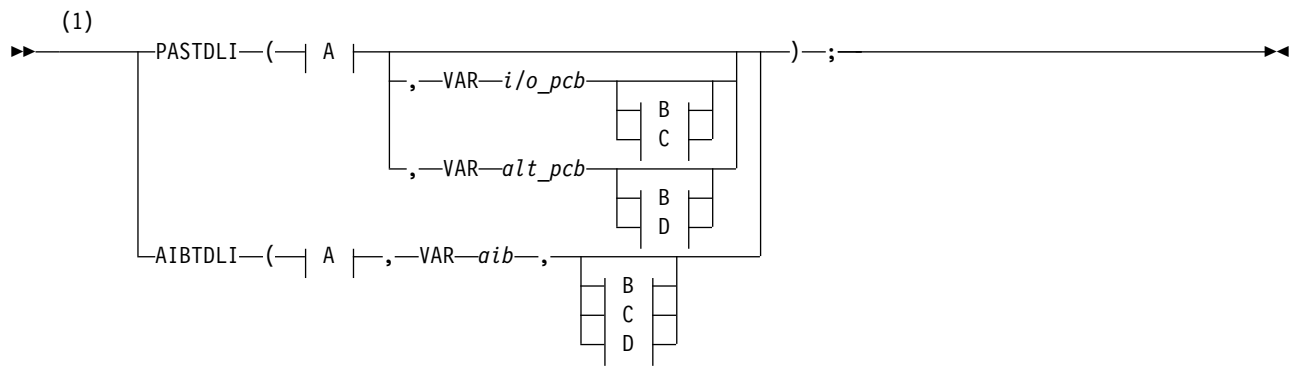 (1)
PASTDLI ( A ) ;
, VAR i/o_pcb
B
C
, VAR alt_pcb
B
D
AIBTDLI ( A , VAR aib ,
B
C
D